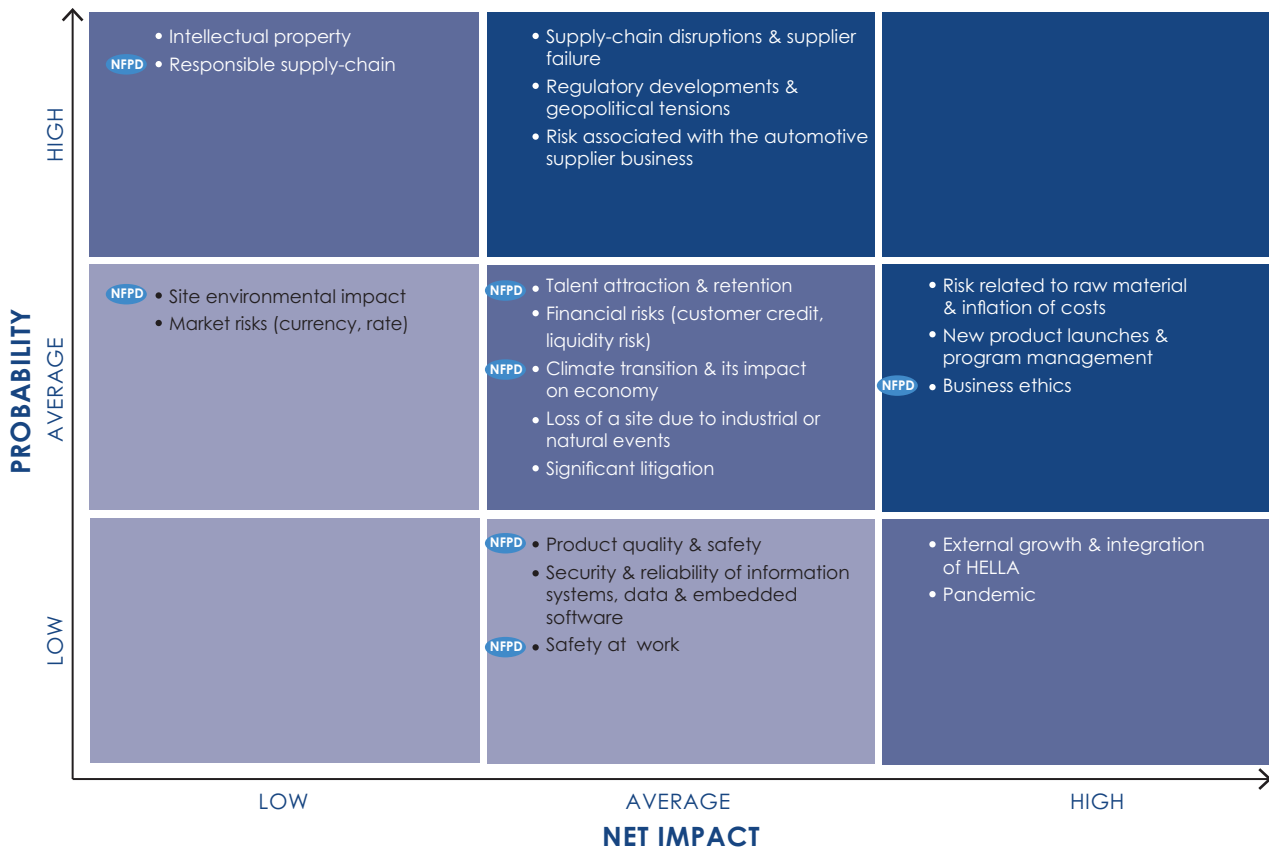 PROBABILITY
HIGH
• Intellectual property
NFPD • Responsible supply-chain
• Supply-chain disruptions & supplier
failure
• Regulatory developments &
geopolitical tensions
• Risk associated with the automotive
supplier business
AVERAGE
NFPD • Site environmental impact
• Market risks (currency, rate)
NFPD • Talent attraction & retention
• Financial risks (customer credit,
liquidity risk)
NFPD • Climate transition & its impact
on economy
• Loss of a site due to industrial or
natural events
• Significant litigation
• Risk related to raw material
& inflation of costs
• New product launches &
program management
NFPD • Business ethics
LOW
NFPD • Product quality & safety
• Security & reliability of information
systems, data & embedded
software
NFPD • Safety at work
• External growth & integration
of HELLA
• Pandemic
LOW
AVERAGE
HIGH
NET IMPACT